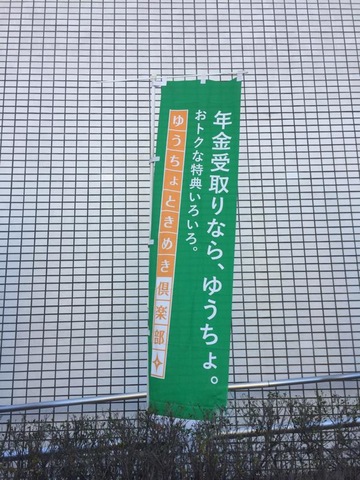 年金受取りなら、ゆうちょ。
おトクな特典いろいろ。
ゆうちょときめき倶楽部